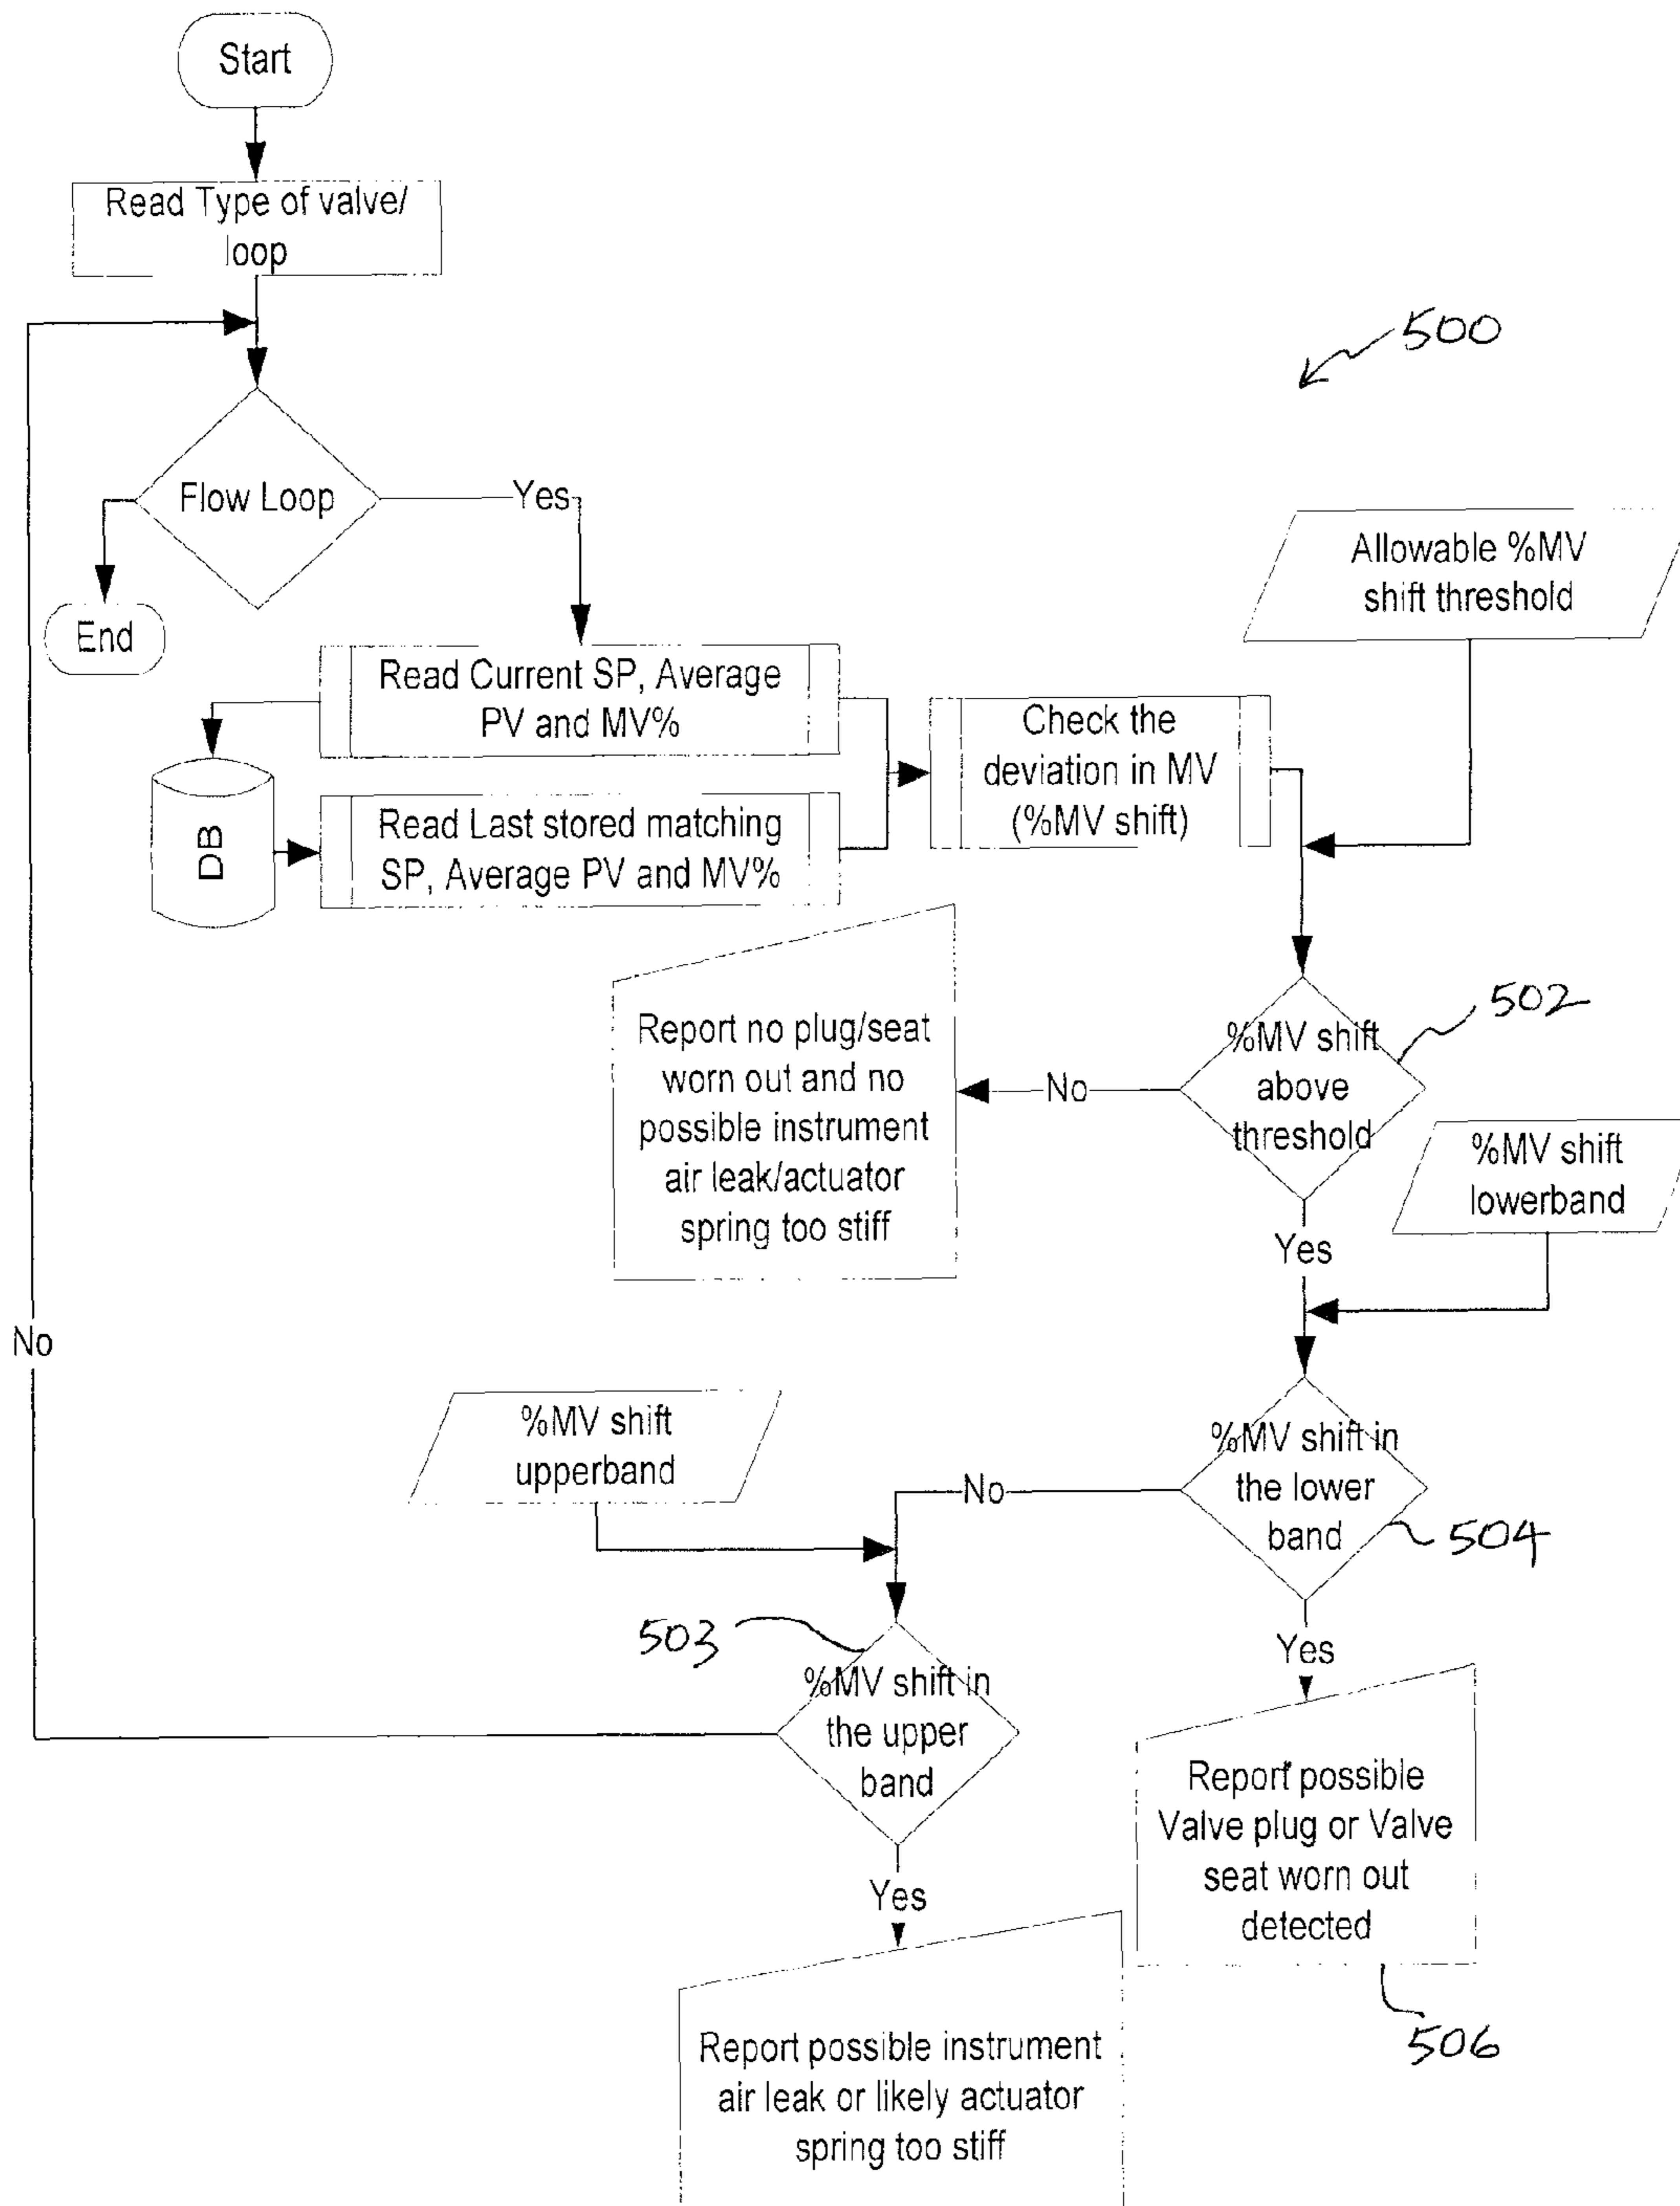 Start
Read Type of valve/
loop
500
Flow Loop
Yes
Allowable %MV
shift threshold
End
Read Current SP, Average
PV and MV%
Check the
deviation in MV
(%MV shift)
DB
Read Last stored matching
SP, Average PV and MV%
502
%MV shift
above
threshold
No
Report no plug/seat
worn out and no
possible instrument
air leak/actuator
spring too stiff
%MV shift
lowerband
Yes
No
%MV shift
upperband
%MV shift in
the lower
band
No
504
503
Yes
%MV shift in
the upper
band
Report possible
Valve plug or Valve
seat worn out
detected
Yes
506
Report possible instrument
air leak or likely actuator
spring too stiff